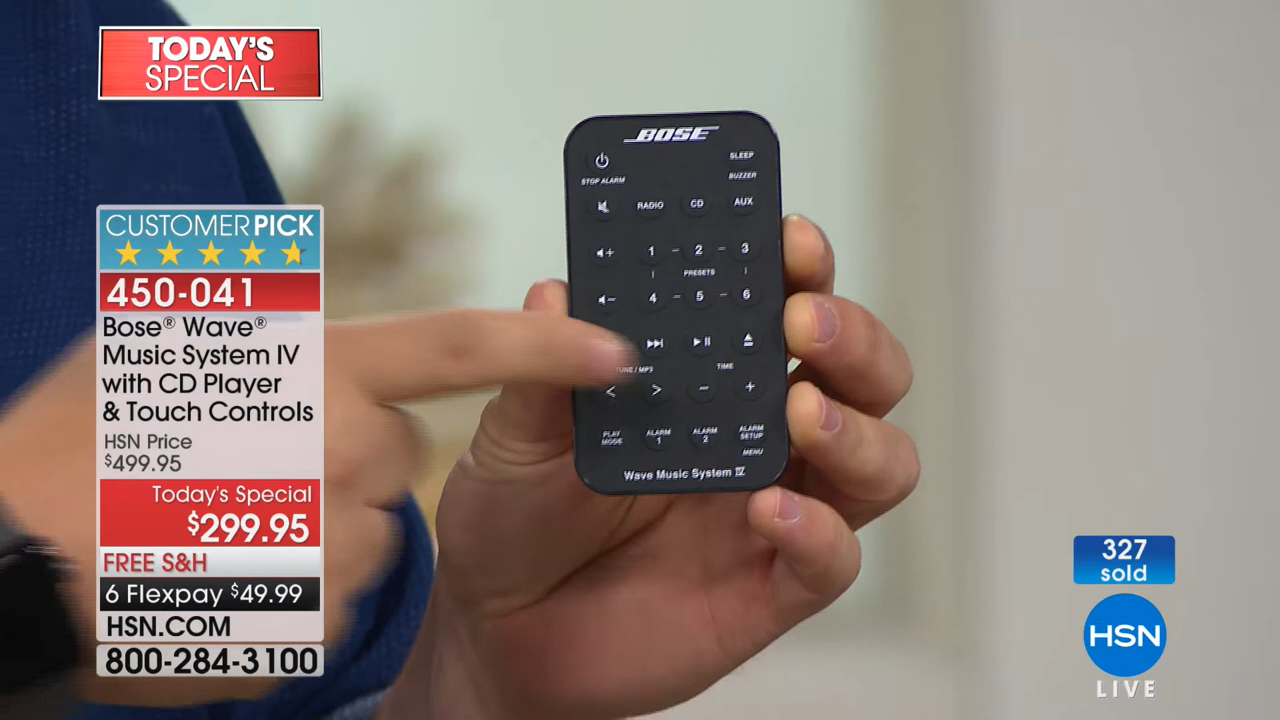 TODAY'S
SPECIAL
CUSTOMER PICK
450-041
Bose® Wave®
Music System IV
with CD Player
& Touch Controls
HSN Price
$499.95
Today's Special
$299.95
FREE S&H
6 Flexpay $49.99
HSN.COM
800-284-3100
BOSE
SLEEP
STOP ALARM
BUZZER
RADIO CD AUX
1 - 2 - 3
PRESETS
4 - 5 - 6
TUNE / MP3
TIME
< > - +
PLAY MODE
ALARM 1
ALARM 2
ALARM SETUP
MENU
Wave Music System IV
327
sold
HSN
LIVE